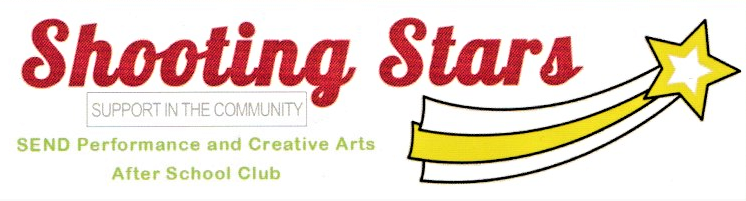 Shooting Stars
SUPPORT IN THE COMMUNITY
SEND Performance and Creative Arts
After School Club